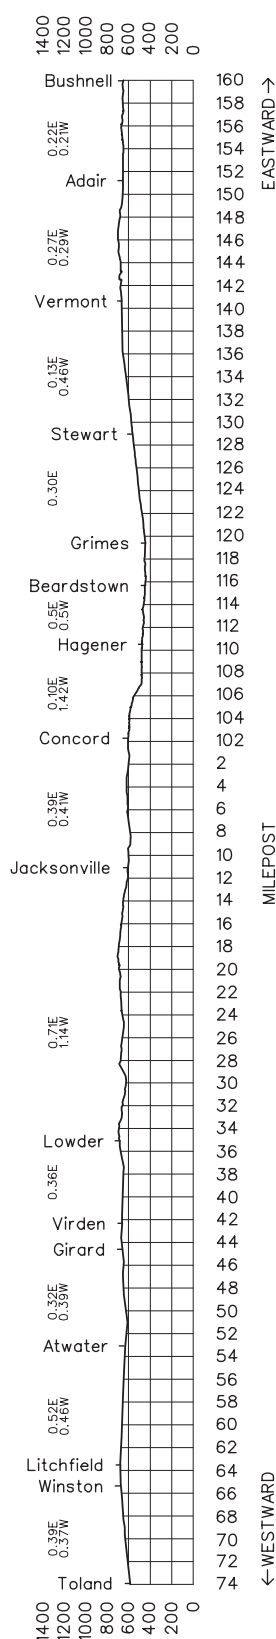 1400 1200 1000 800 600 400 200 0
Bushnell 160
EASTWARD →
158
156
0.22E
0.21W
154
152
Adair
150
148
146
0.27E
0.29W
144
142
Vermont
140
138
136
134
0.13E
0.46W
132
130
Stewart
128
126
124
0.30E
122
120
Grimes
118
116
Beardstown
114
0.5E
0.5W
112
Hagener
110
108
106
0.10E
1.42W
104
Concord 102
2
4
0.39E
0.41W
6
8
10
MILEPOST
Jacksonville
12
14
16
18
20
22
24
0.71E
1.14W
26
28
30
32
34
Lowder
36
38
0.36E
40
42
Virden
44
Girard
46
48
0.32E
0.39W
50
52
Atwater
54
56
58
0.52E
0.46W
60
62
Litchfield
64
Winston
66
68
70
0.39E
0.37W
72
←WESTWARD
Toland 74
1400 1200 1000 800 600 400 200 0